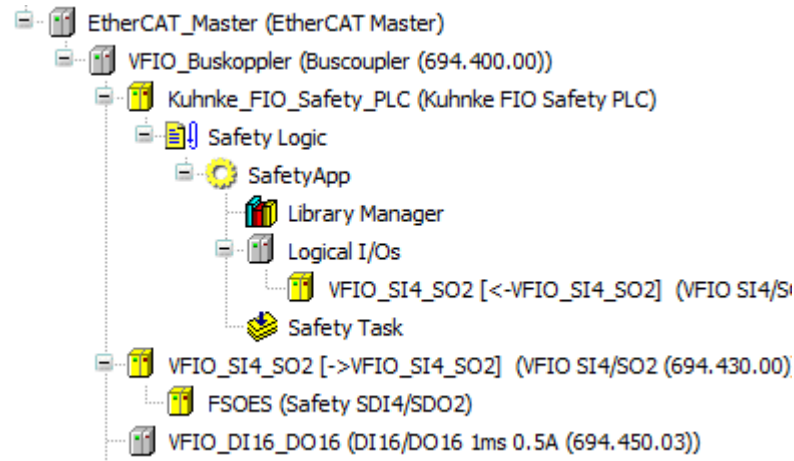 EtherCAT_Master (EtherCAT Master)
VFIO_Buskoppler (Buscoupler (694.400.00))
Kuhnke_FIO_Safety_PLC (Kuhnke FIO Safety PLC)
Safety Logic
SafetyApp
Library Manager
Logical I/Os
VFIO_SI4_SO2 [<-VFIO_SI4_SO2] (VFIO SI4/S
Safety Task
VFIO_SI4_SO2 [->VFIO_SI4_SO2] (VFIO SI4/SO2 (694.430.00)
FSOES (Safety SDI4/SDO2)
VFIO_DI16_DO16 (DI16/DO16 1ms 0.5A (694.450.03))